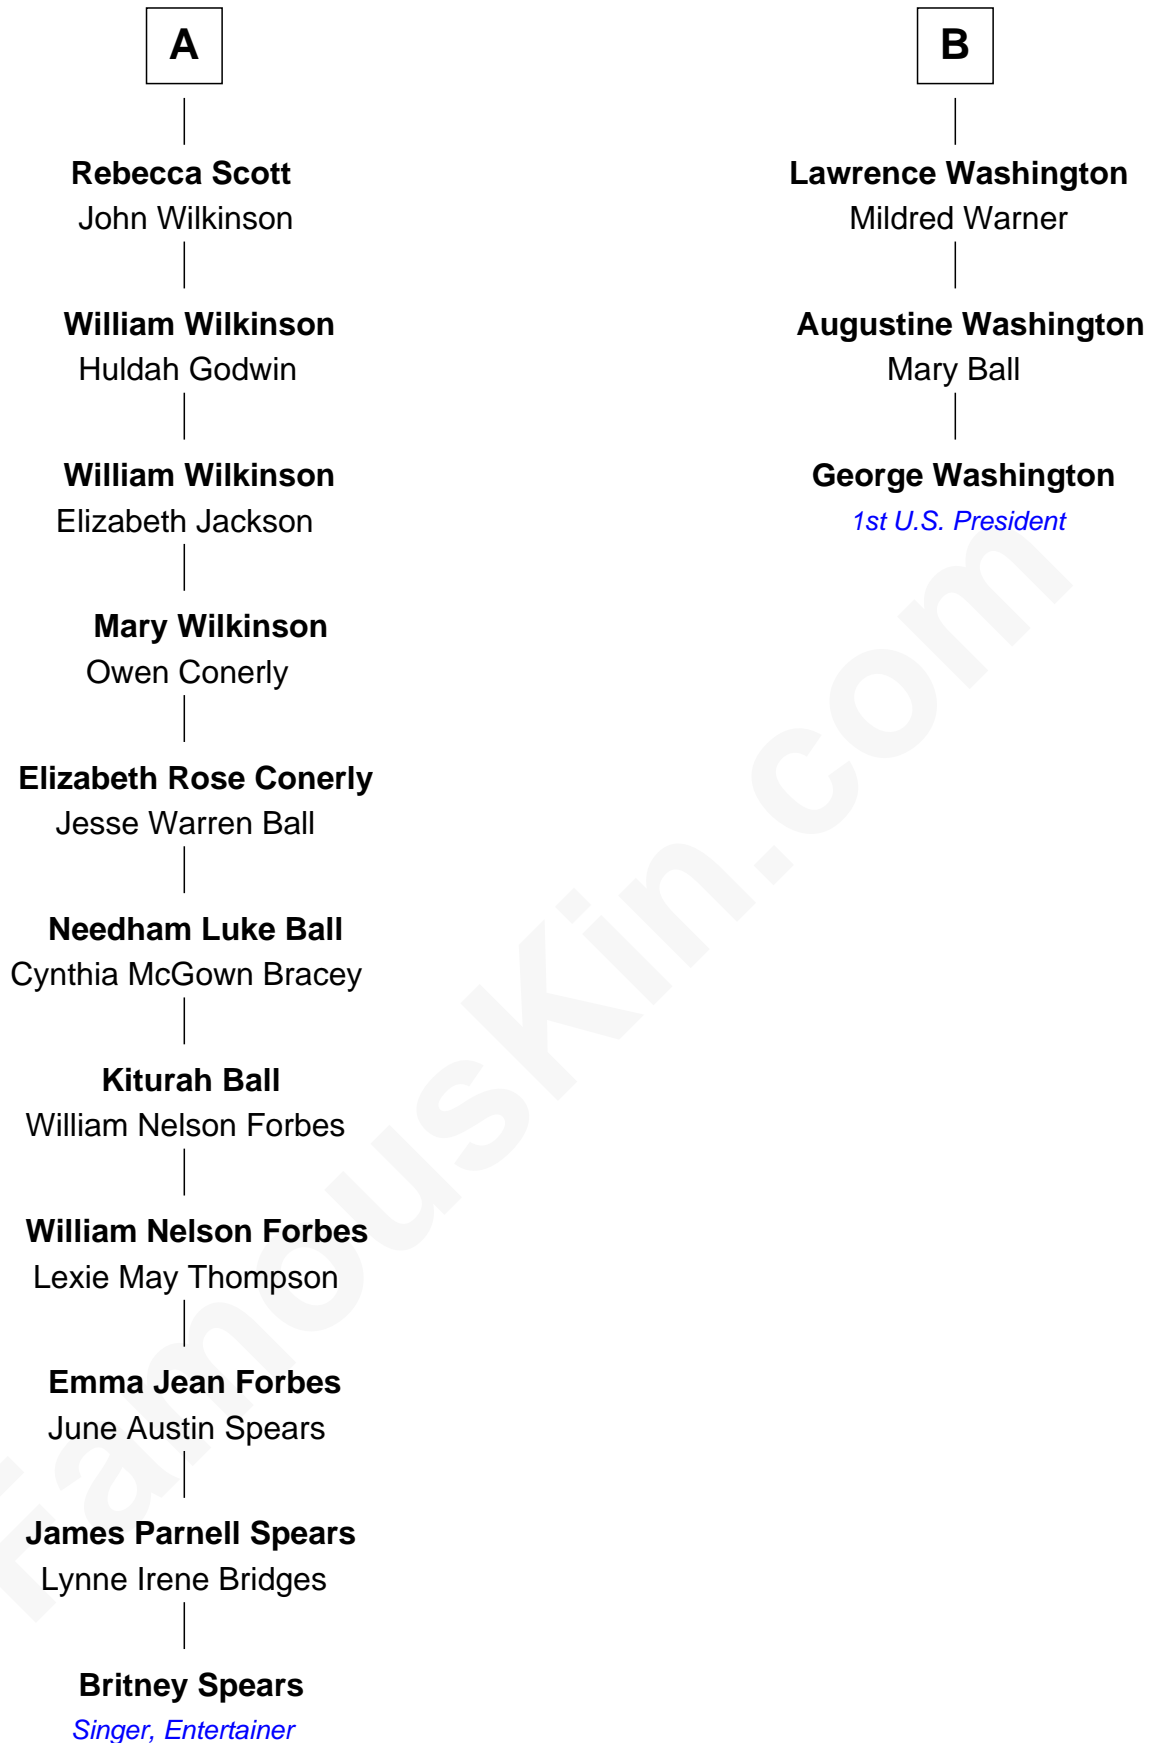 A
Rebecca Scott
John Wilkinson
William Wilkinson
Huldah Godwin
William Wilkinson
Elizabeth Jackson
Mary Wilkinson
Owen Conerly
Elizabeth Rose Conerly
Jesse Warren Ball
Needham Luke Ball
Cynthia McGown Bracey
Kiturah Ball
William Nelson Forbes
William Nelson Forbes
Lexie May Thompson
Emma Jean Forbes
June Austin Spears
James Parnell Spears
Lynne Irene Bridges
Britney Spears
Singer, Entertainer
B
Lawrence Washington
Mildred Warner
Augustine Washington
Mary Ball
George Washington
1st U.S. President
FamousKin.com